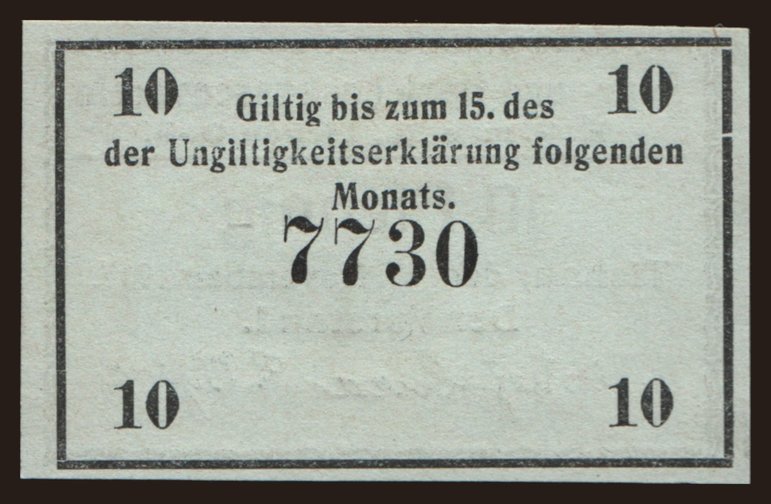 10 10
Giltig bis zum 15. des
der Ungiltigkeitserklärung folgenden
Monats.
7730
10 10